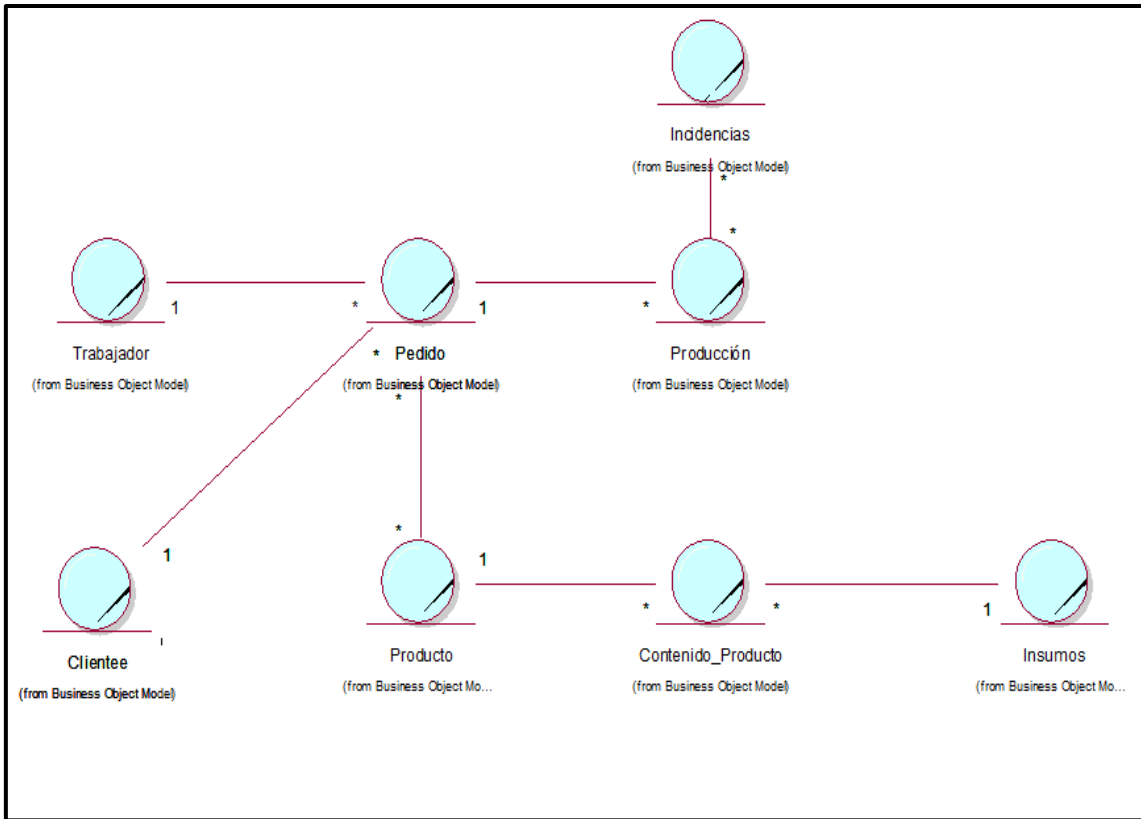 Incidencias
(from Business Object Model)
*
*
1
*
1
*
Trabajador
(from Business Object Model)
* Pedido
(from Business Object Model)
*
Producción
(from Business Object Model)
*
1
1
*
*
1
Clientee
(from Business Object Model)
Producto
(from Business Object Mo...
Contenido_Producto
(from Business Object Model)
Insumos
(from Business Object Mo...